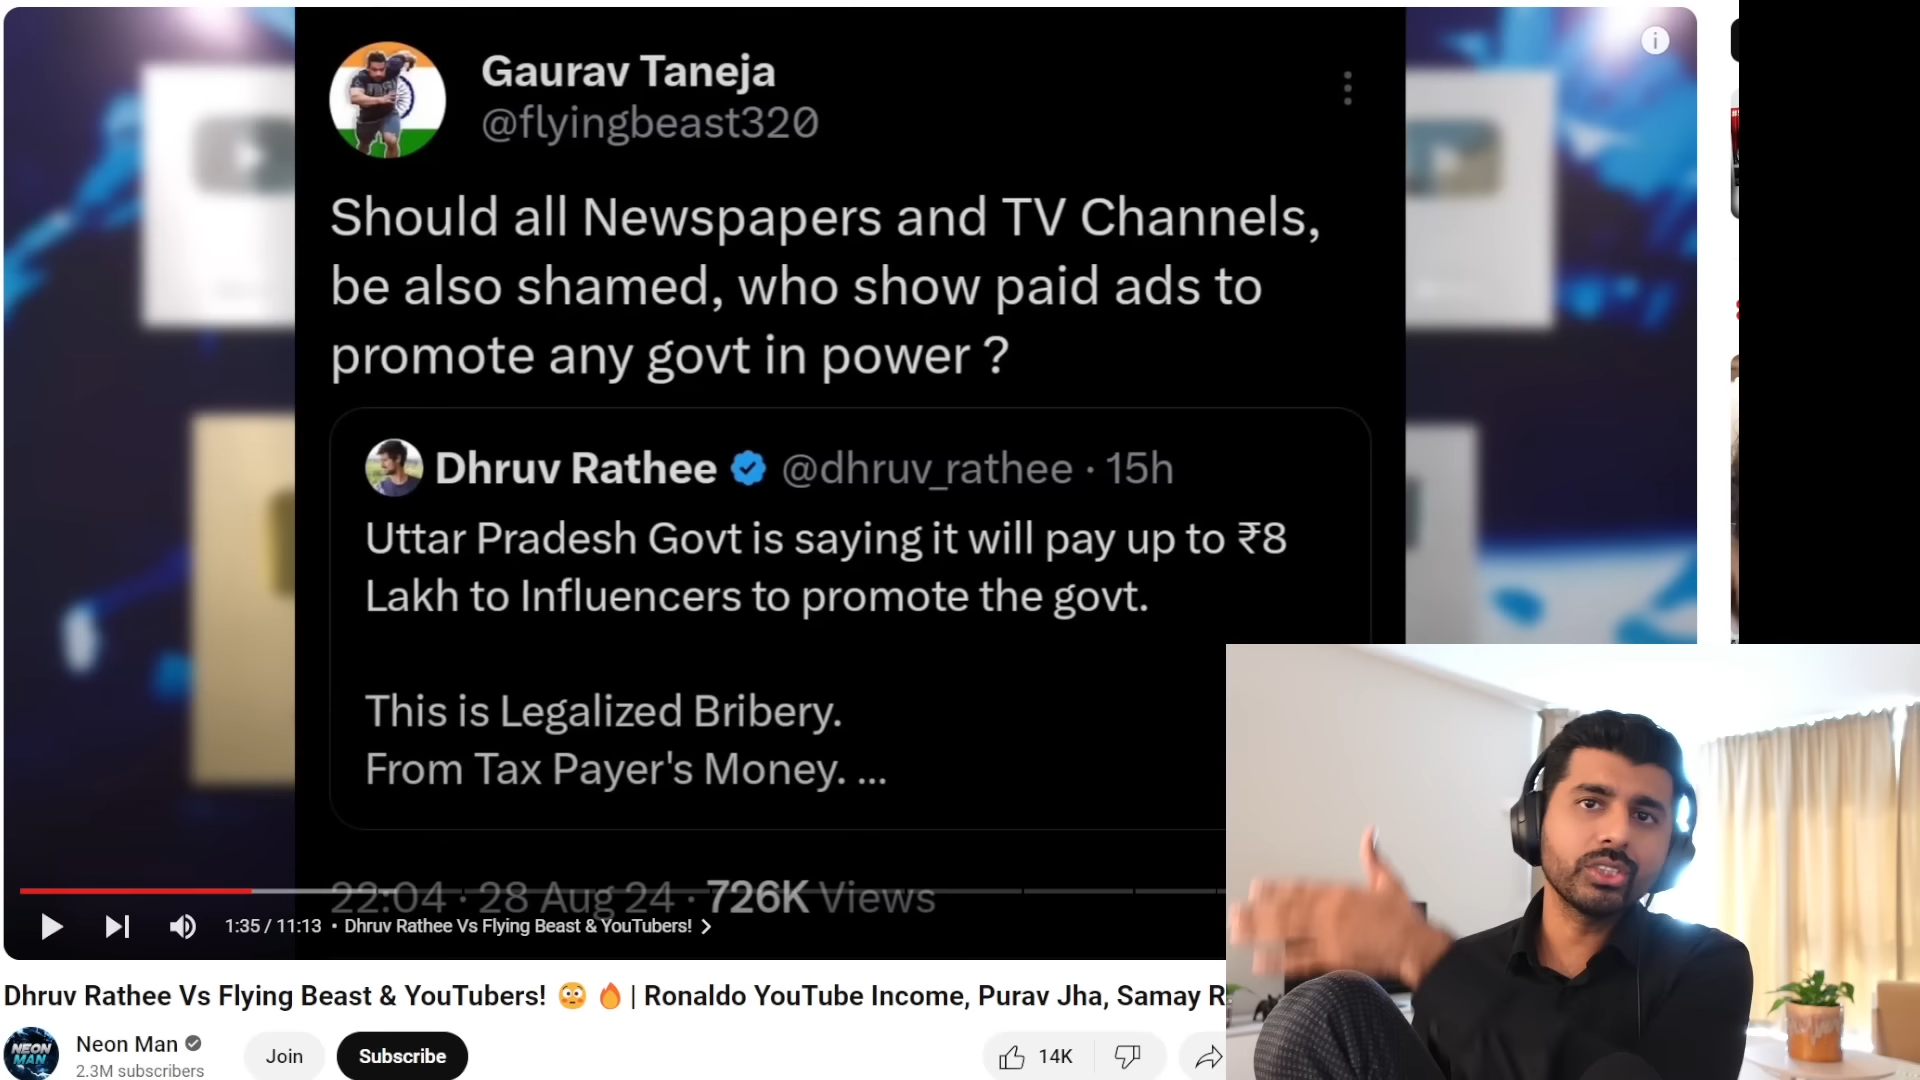 Gaurav Taneja
@flyingbeast320
Should all Newspapers and TV Channels,
be also shamed, who show paid ads to
promote any govt in power ?
Dhruv Rathee @dhruv_rathee · 15h
Uttar Pradesh Govt is saying it will pay up to ₹8
Lakh to Influencers to promote the govt.
This is Legalized Bribery.
From Tax Payer's Money. ...
22:04 · 28 Aug 24 · 726K Views
1:35 / 11:13 • Dhruv Rathee Vs Flying Beast & YouTubers! >
Dhruv Rathee Vs Flying Beast & YouTubers! 😳 🔥 | Ronaldo YouTube Income, Purav Jha, Samay R
NEON
MAN
Neon Man
2.3M subscribers
Join
Subscribe
14K